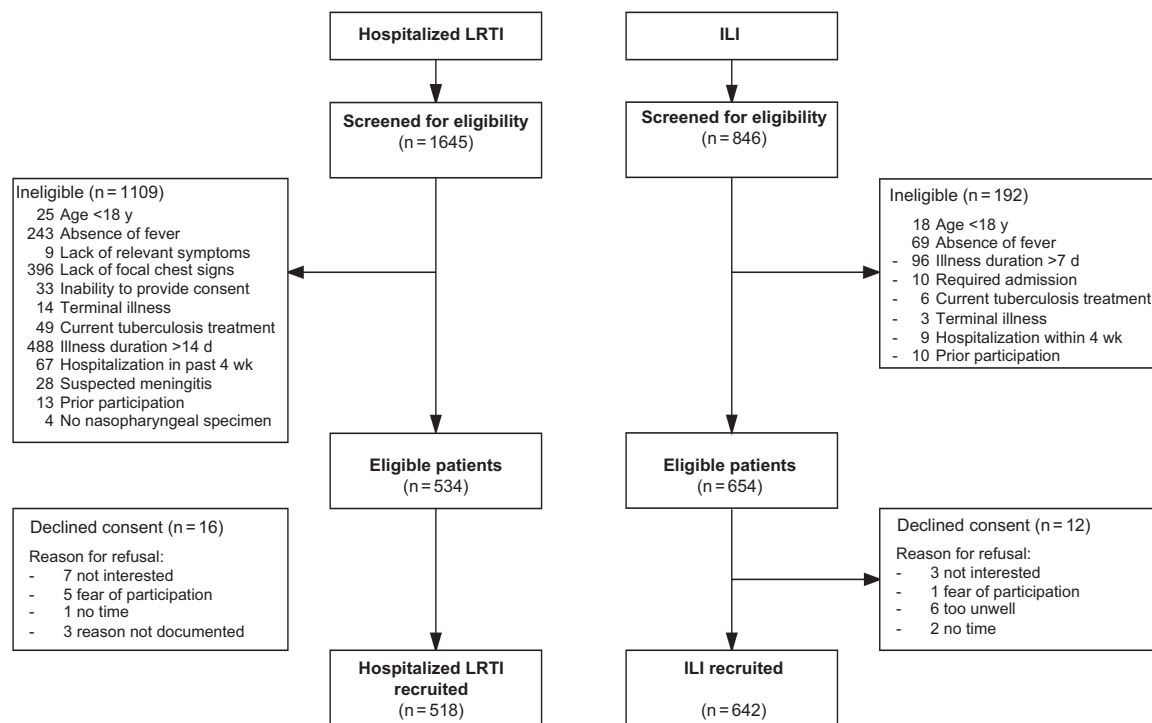 Hospitalized LRTI
Screened for eligibility
(n = 1645)
Ineligible (n = 1109)
25 Age <18 y
243 Absence of fever
9 Lack of relevant symptoms
396 Lack of focal chest signs
33 Inability to provide consent
14 Terminal illness
49 Current tuberculosis treatment
488 Illness duration >14 d
67 Hospitalization in past 4 wk
28 Suspected meningitis
13 Prior participation
4 No nasopharyngeal specimen
Eligible patients
(n = 534)
Declined consent (n = 16)
Reason for refusal:
- 7 not interested
- 5 fear of participation
- 1 no time
- 3 reason not documented
Hospitalized LRTI
recruited
(n = 518)
ILI
Screened for eligibility
(n = 846)
Ineligible (n = 192)
18 Age <18 y
69 Absence of fever
- 96 Illness duration >7 d
- 10 Required admission
- 6 Current tuberculosis treatment
- 3 Terminal illness
- 9 Hospitalization within 4 wk
- 10 Prior participation
Eligible patients
(n = 654)
Declined consent (n = 12)
Reason for refusal:
- 3 not interested
- 1 fear of participation
- 6 too unwell
- 2 no time
ILI recruited
(n = 642)